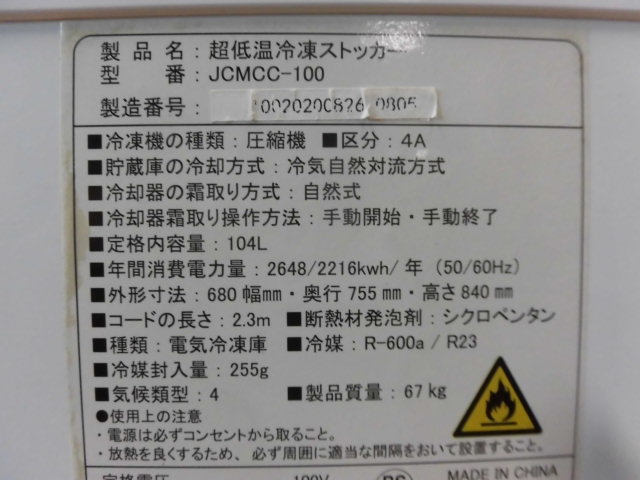 製品名：超低温冷凍ストッカー
型番：JCMCC-100
製造番号：0020200826 0805
■冷凍機の種類：圧縮機 ■区分：4A
■貯蔵庫の冷却方式：冷気自然対流方式
■冷却器の霜取り方式：自然式
■冷却器霜取り操作方法：手動開始・手動終了
■定格内容量：104L
■年間消費電力量：2648/2216kwh/年（50/60Hz）
■外形寸法：680幅mm・奥行755mm・高さ840mm
■コードの長さ：2.3m ■断熱材発泡剤：シクロペンタン
■種類：電気冷凍庫 ■冷媒：R-600a / R23
■冷媒封入量：255g
■気候類型：4 ■製品質量：67kg
●使用上の注意
・電源は必ずコンセントから取ること。
・放熱を良くするため、必ず周囲に適当な間隔をおいて設置すること。
定格電圧 100V
MADE IN CHINA